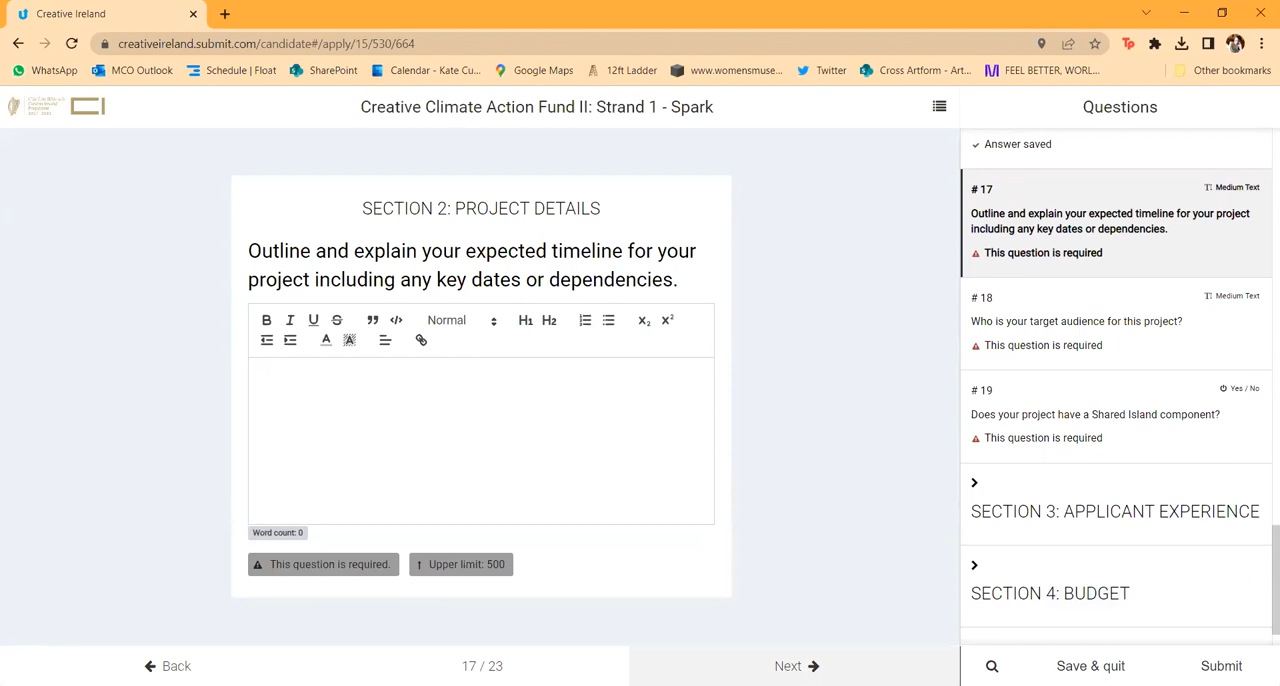 Creative Ireland
creativeireland.submit.com/candidate#/apply/15/530/664
WhatsApp MCO Outlook Schedule | Float SharePoint Calendar - Kate Cu... Google Maps 12ft Ladder www.womensmuse... Twitter Cross Artform - Art... FEEL BETTER, WORL... Other bookmarks
Creative Climate Action Fund II: Strand 1 - Spark
Questions
Answer saved
# 17 Medium Text
Outline and explain your expected timeline for your project
including any key dates or dependencies.
This question is required
# 18 Medium Text
Who is your target audience for this project?
This question is required
# 19 Yes / No
Does your project have a Shared Island component?
This question is required
SECTION 3: APPLICANT EXPERIENCE
SECTION 4: BUDGET
SECTION 2: PROJECT DETAILS
Outline and explain your expected timeline for your
project including any key dates or dependencies.
Normal
H1 H2
Word count: 0
This question is required. Upper limit: 500
Back 17 / 23 Next
Save & quit Submit